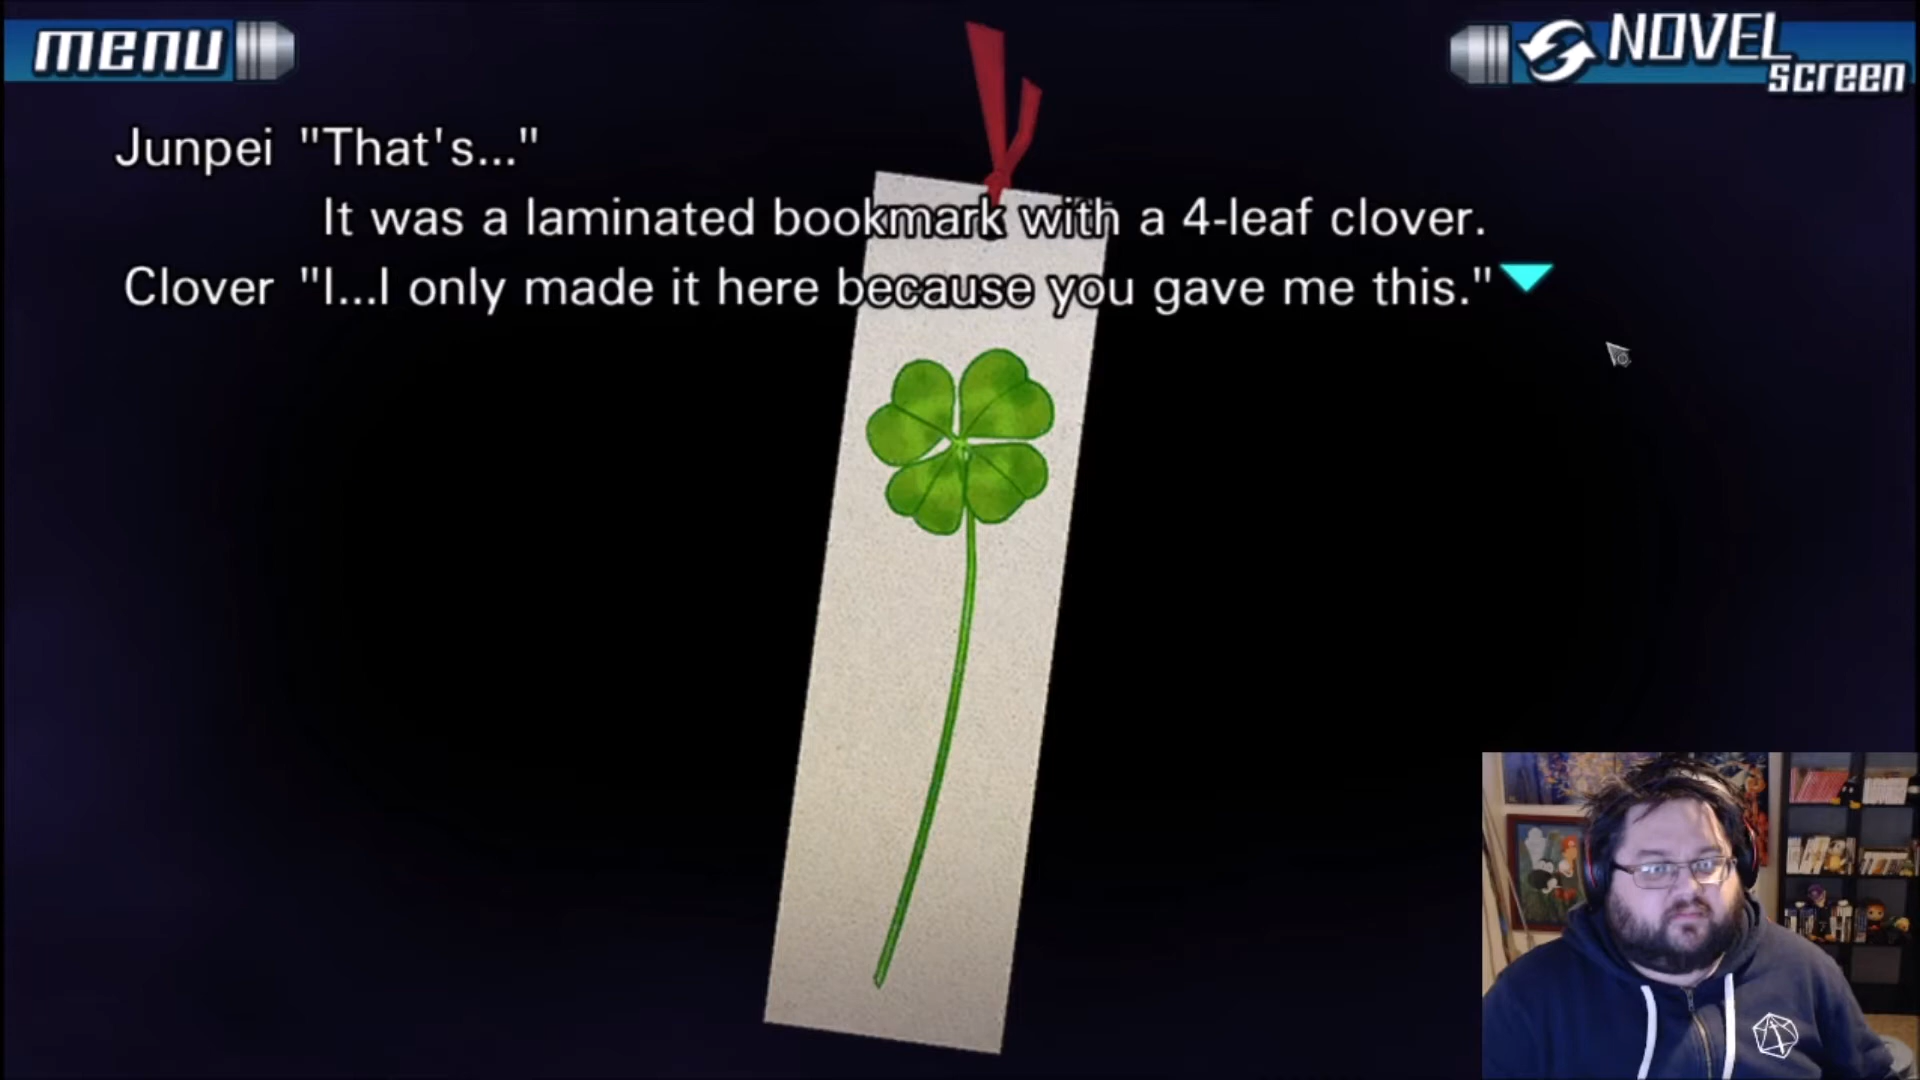 menu
NOVEL
screen
Junpei "That's..."
It was a laminated bookmark with a 4-leaf clover.
Clover "I...I only made it here because you gave me this."